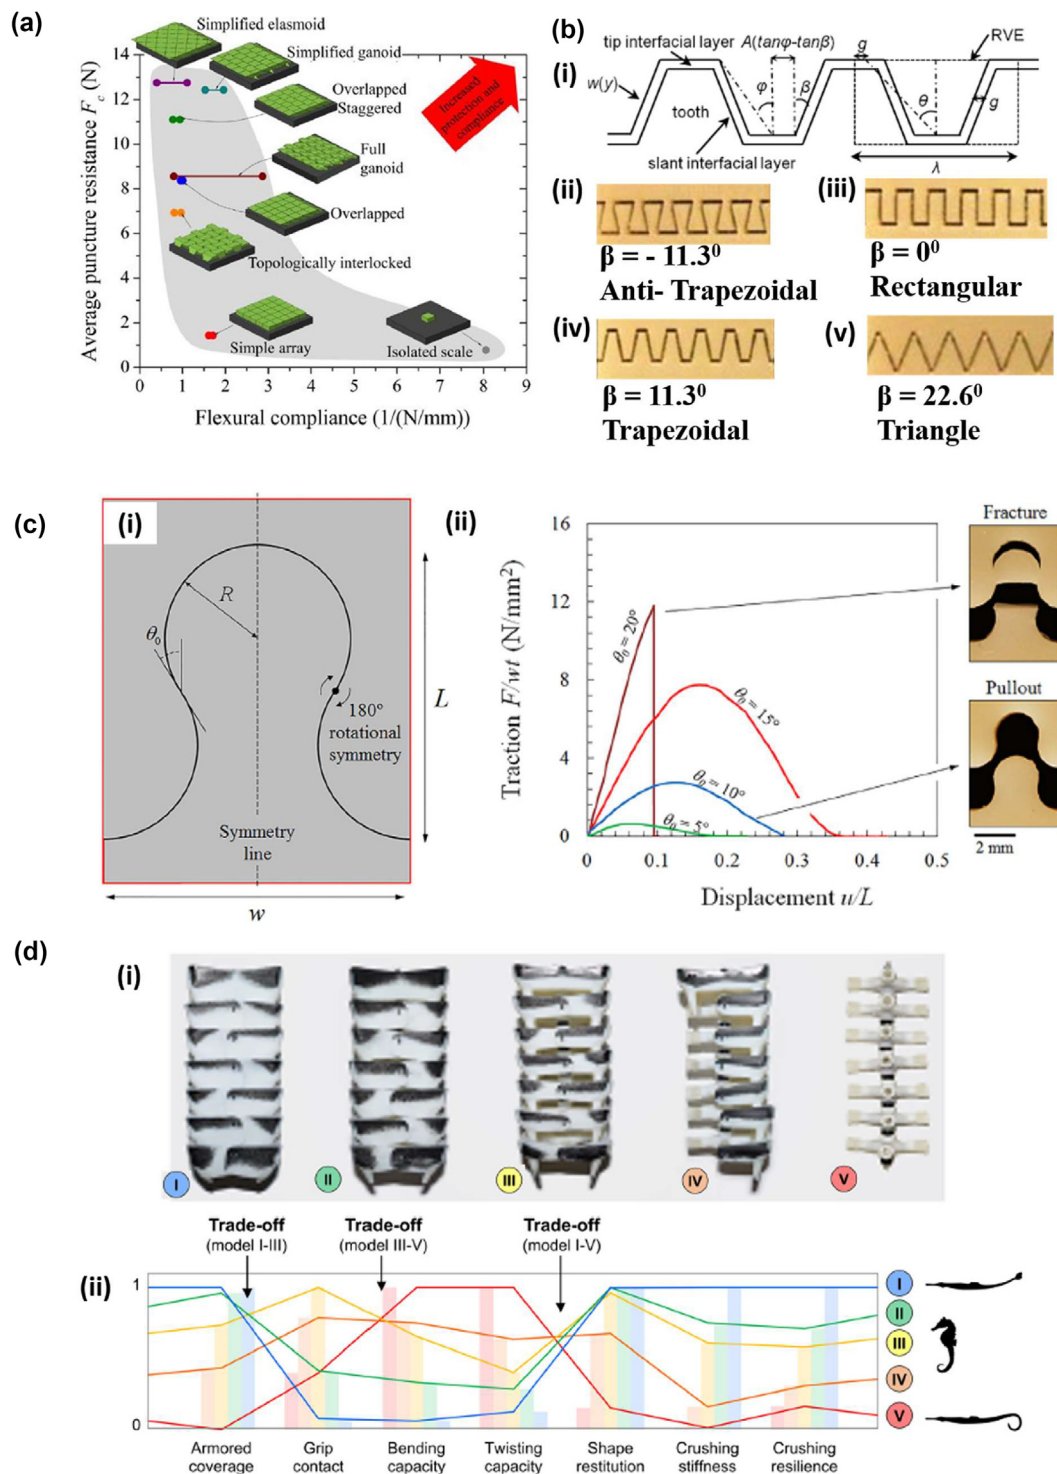 (a)
Average puncture resistance Fc (N)
14
12
10
8
6
4
2
0
0 1 2 3 4 5 6 7 8 9
Flexural compliance (1/(N/mm))
Simplified elasmoid
Simplified ganoid
Overlapped
Staggered
Full
ganoid
Overlapped
Topologically interlocked
Simple array
Isolated scale
Increased
protection and
compliance
(b)
(i)
tip interfacial layer A(tanφ-tanβ) g RVE
w(y)
φ β θ g
tooth
slant interfacial layer
λ
(ii)
β = - 11.3⁰
Anti- Trapezoidal
(iii)
β = 0⁰
Rectangular
(iv)
β = 11.3⁰
Trapezoidal
(v)
β = 22.6⁰
Triangle
(c)
(i)
R
θ0
L
180°
rotational
symmetry
Symmetry
line
w
(ii)
Traction F/wt (N/mm²)
16
12
8
4
0
0 0.1 0.2 0.3 0.4 0.5
Displacement u/L
θ0 = 20°
θ0 = 15°
θ0 = 10°
θ0 = 5°
Fracture
Pullout
2 mm
(d)
(i)
I II III IV V
Trade-off
(model I-III)
Trade-off
(model III-V)
Trade-off
(model I-V)
(ii)
1
0
I
II
III
IV
V
Armored
coverage
Grip
contact
Bending
capacity
Twisting
capacity
Shape
restitution
Crushing
stiffness
Crushing
resilience